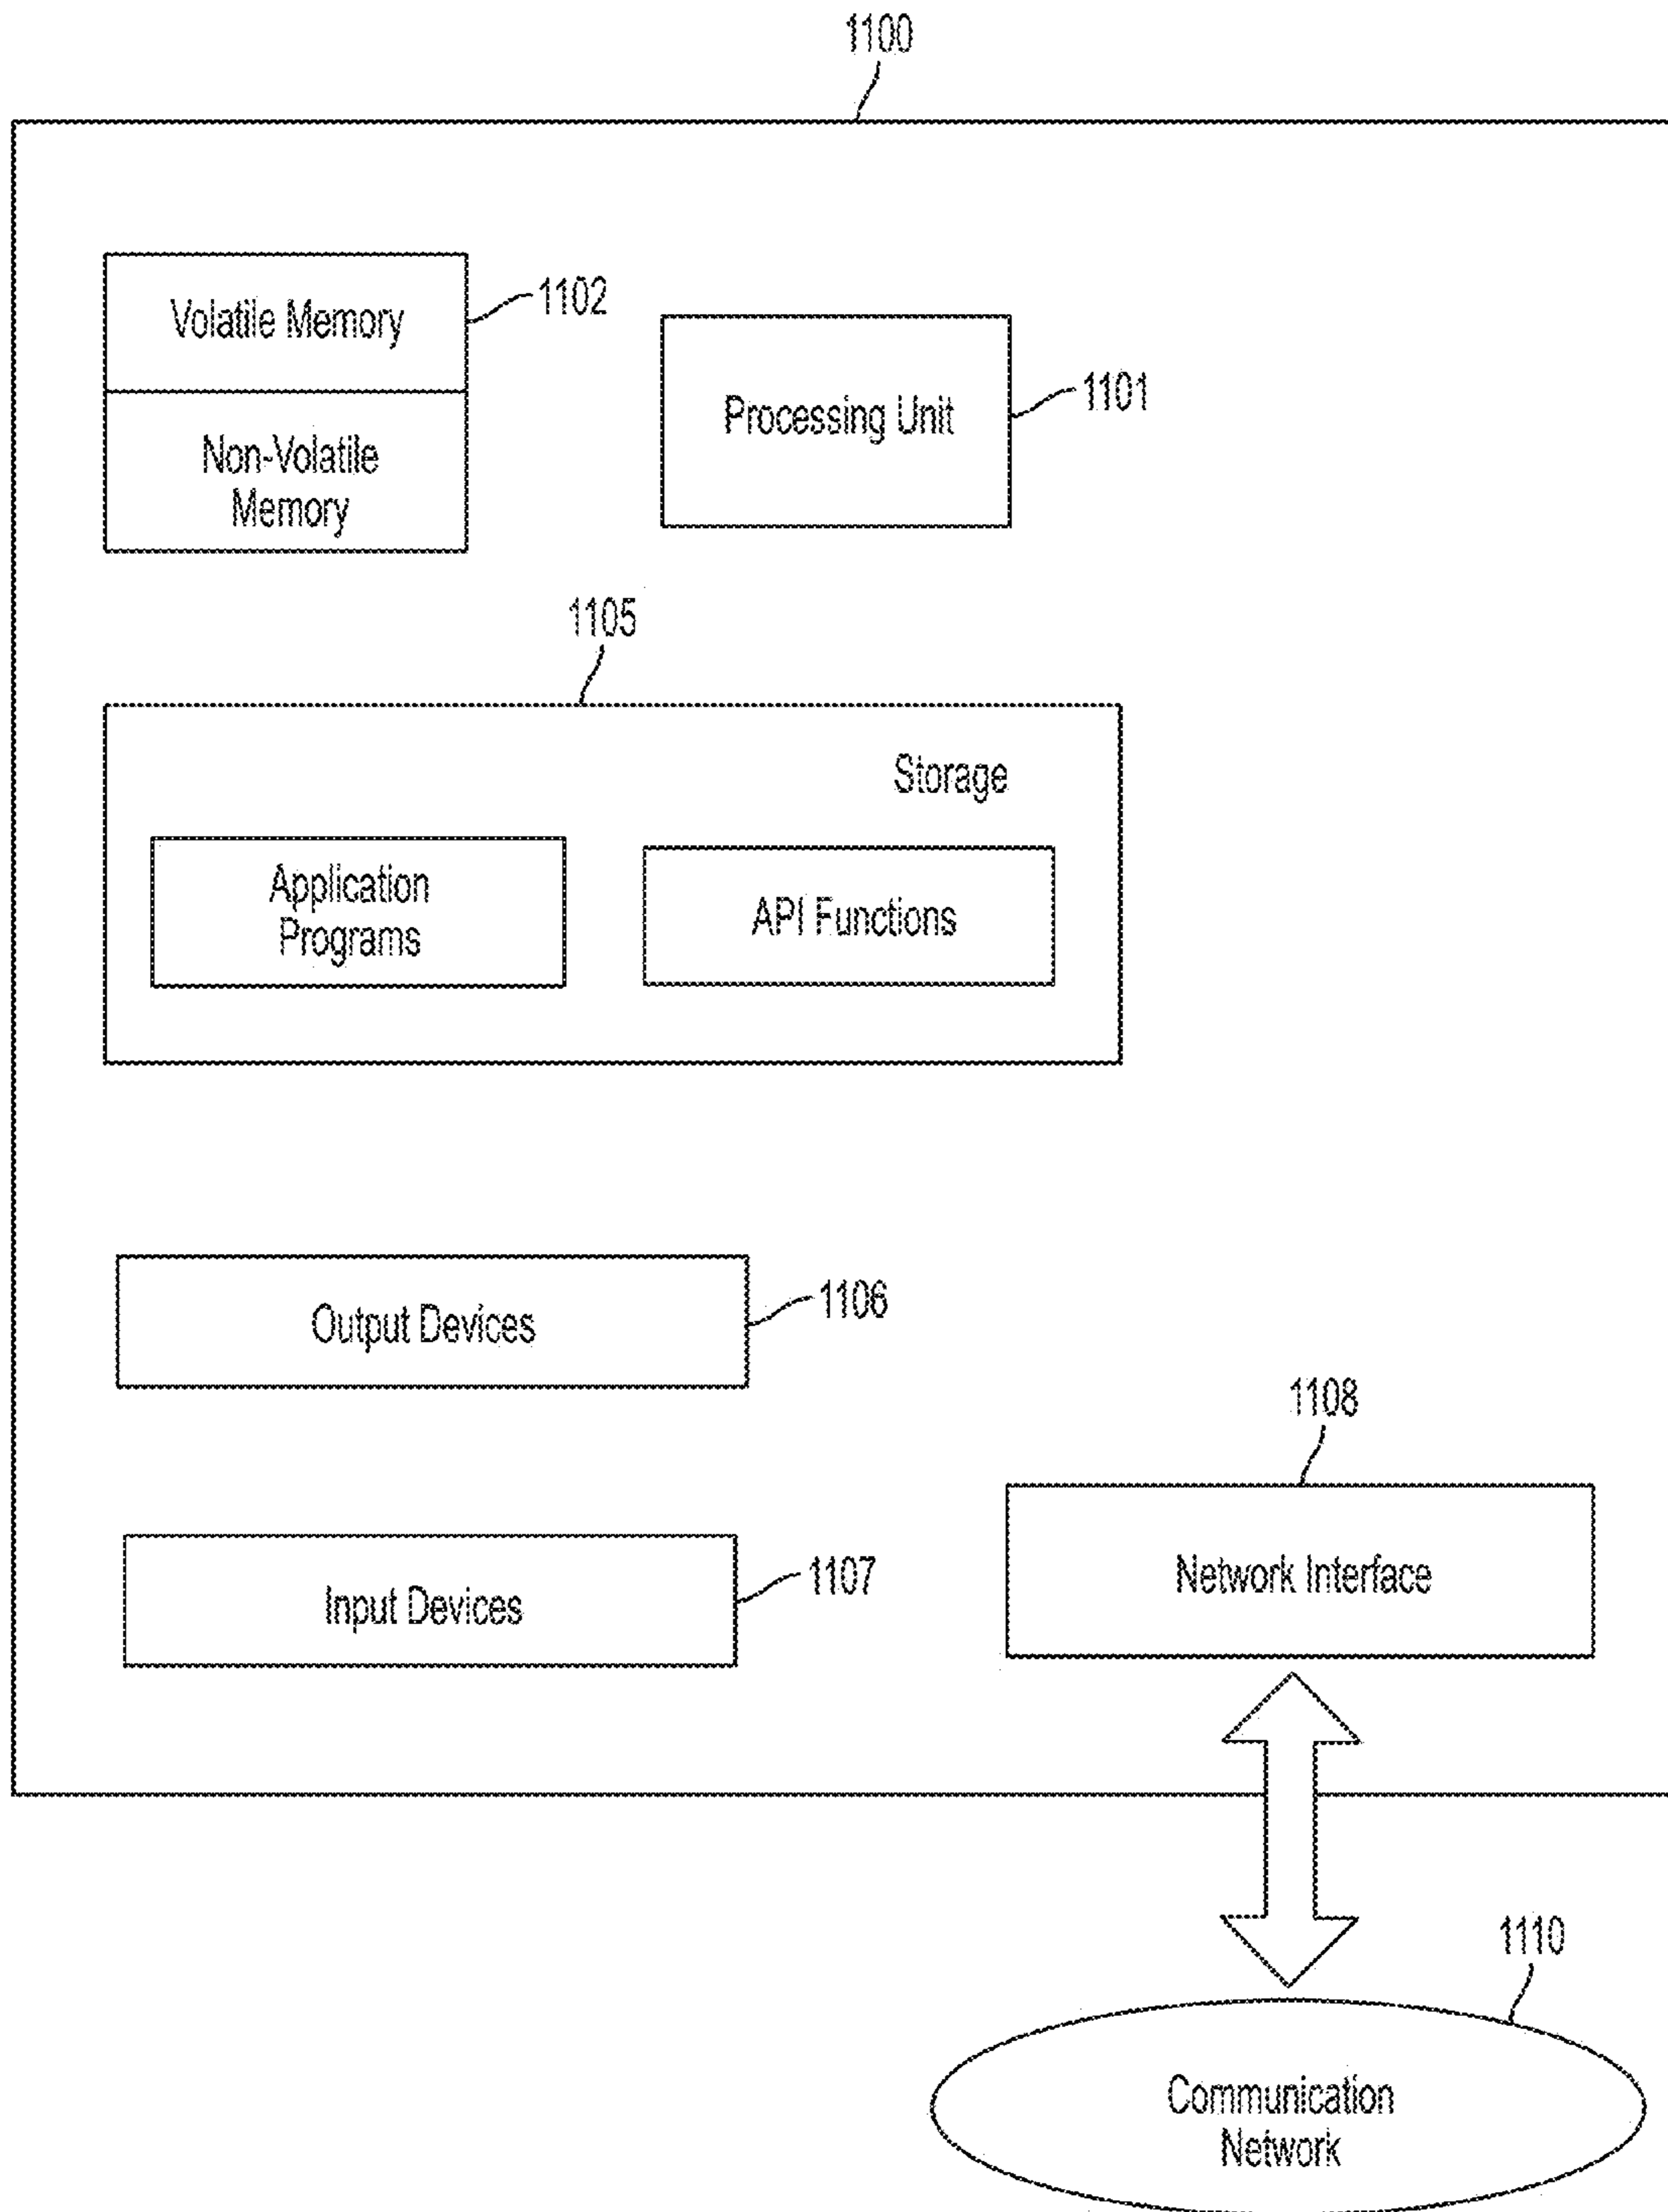 1100
Volatile Memory
1102
Non-Volatile
Memory
Processing Unit
1101
1105
Storage
Application
Programs
API Functions
Output Devices
1106
1108
Input Devices
1107
Network Interface
1110
Communication
Network